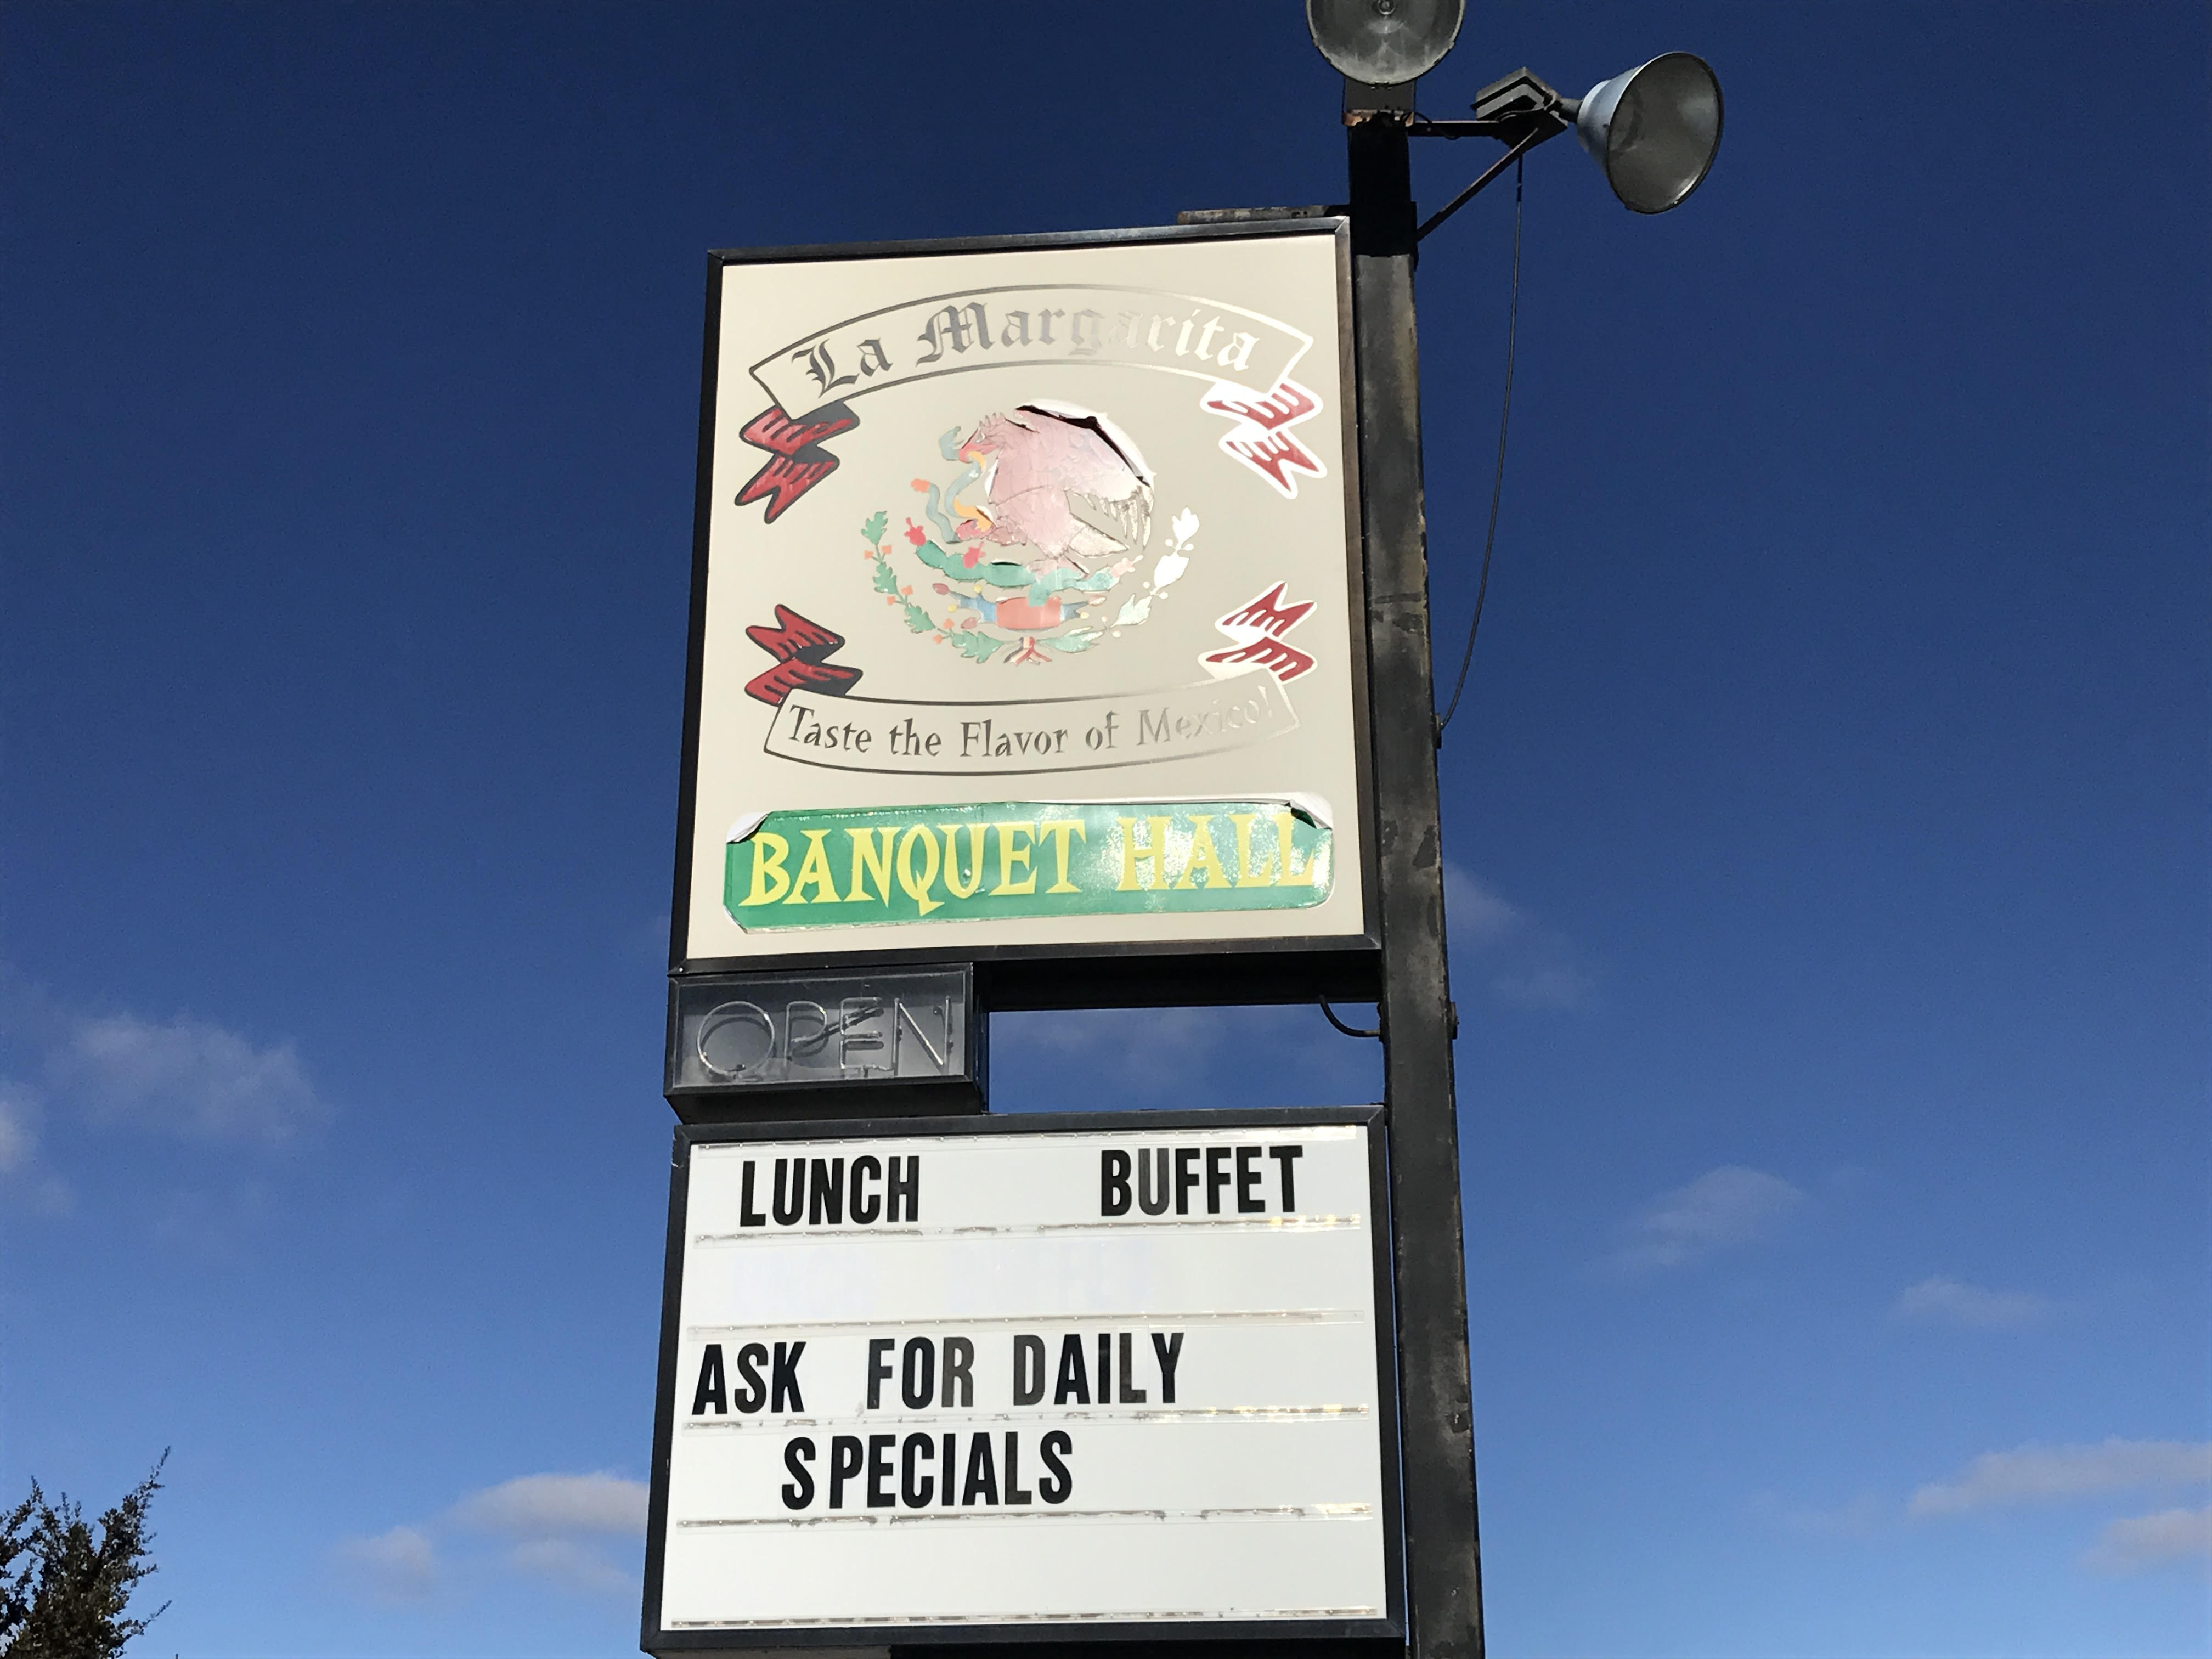 La Margarita
Taste the Flavor of Mexico!
BANQUET HALL
OPEN
LUNCH BUFFET
ASK FOR DAILY
SPECIALS